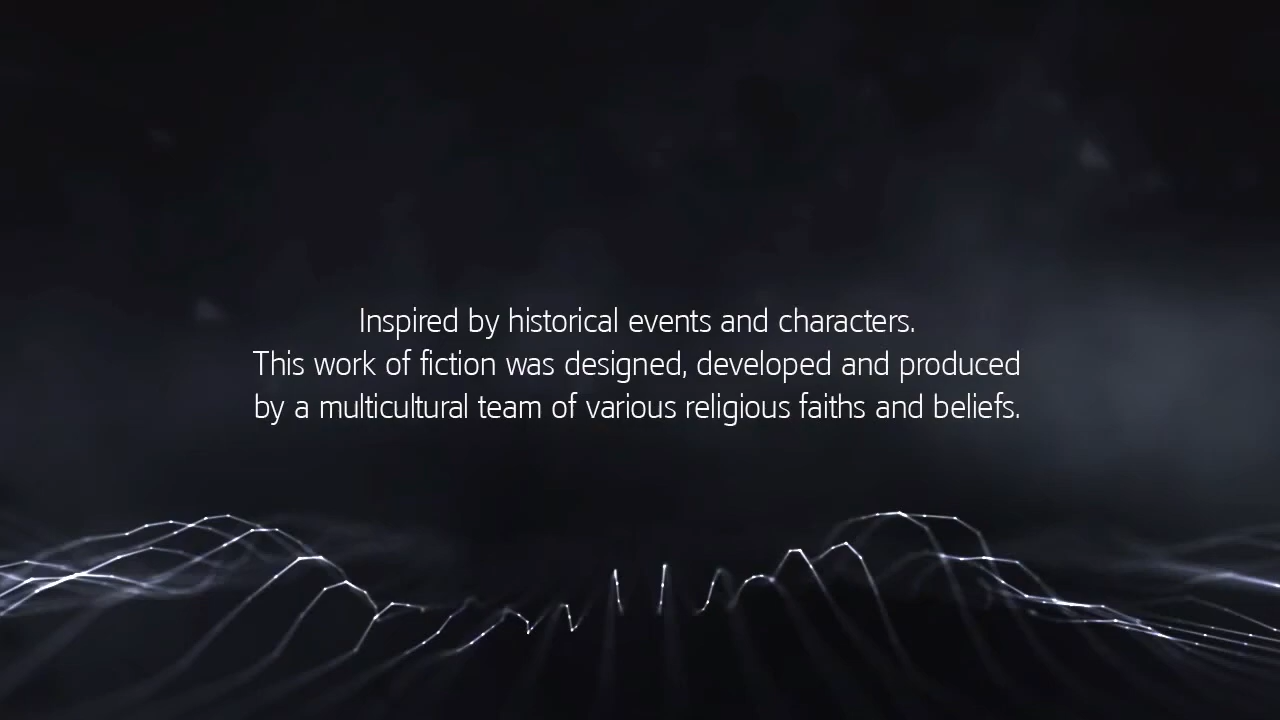 Inspired by historical events and characters.
This work of fiction was designed, developed and produced
by a multicultural team of various religious faiths and beliefs.